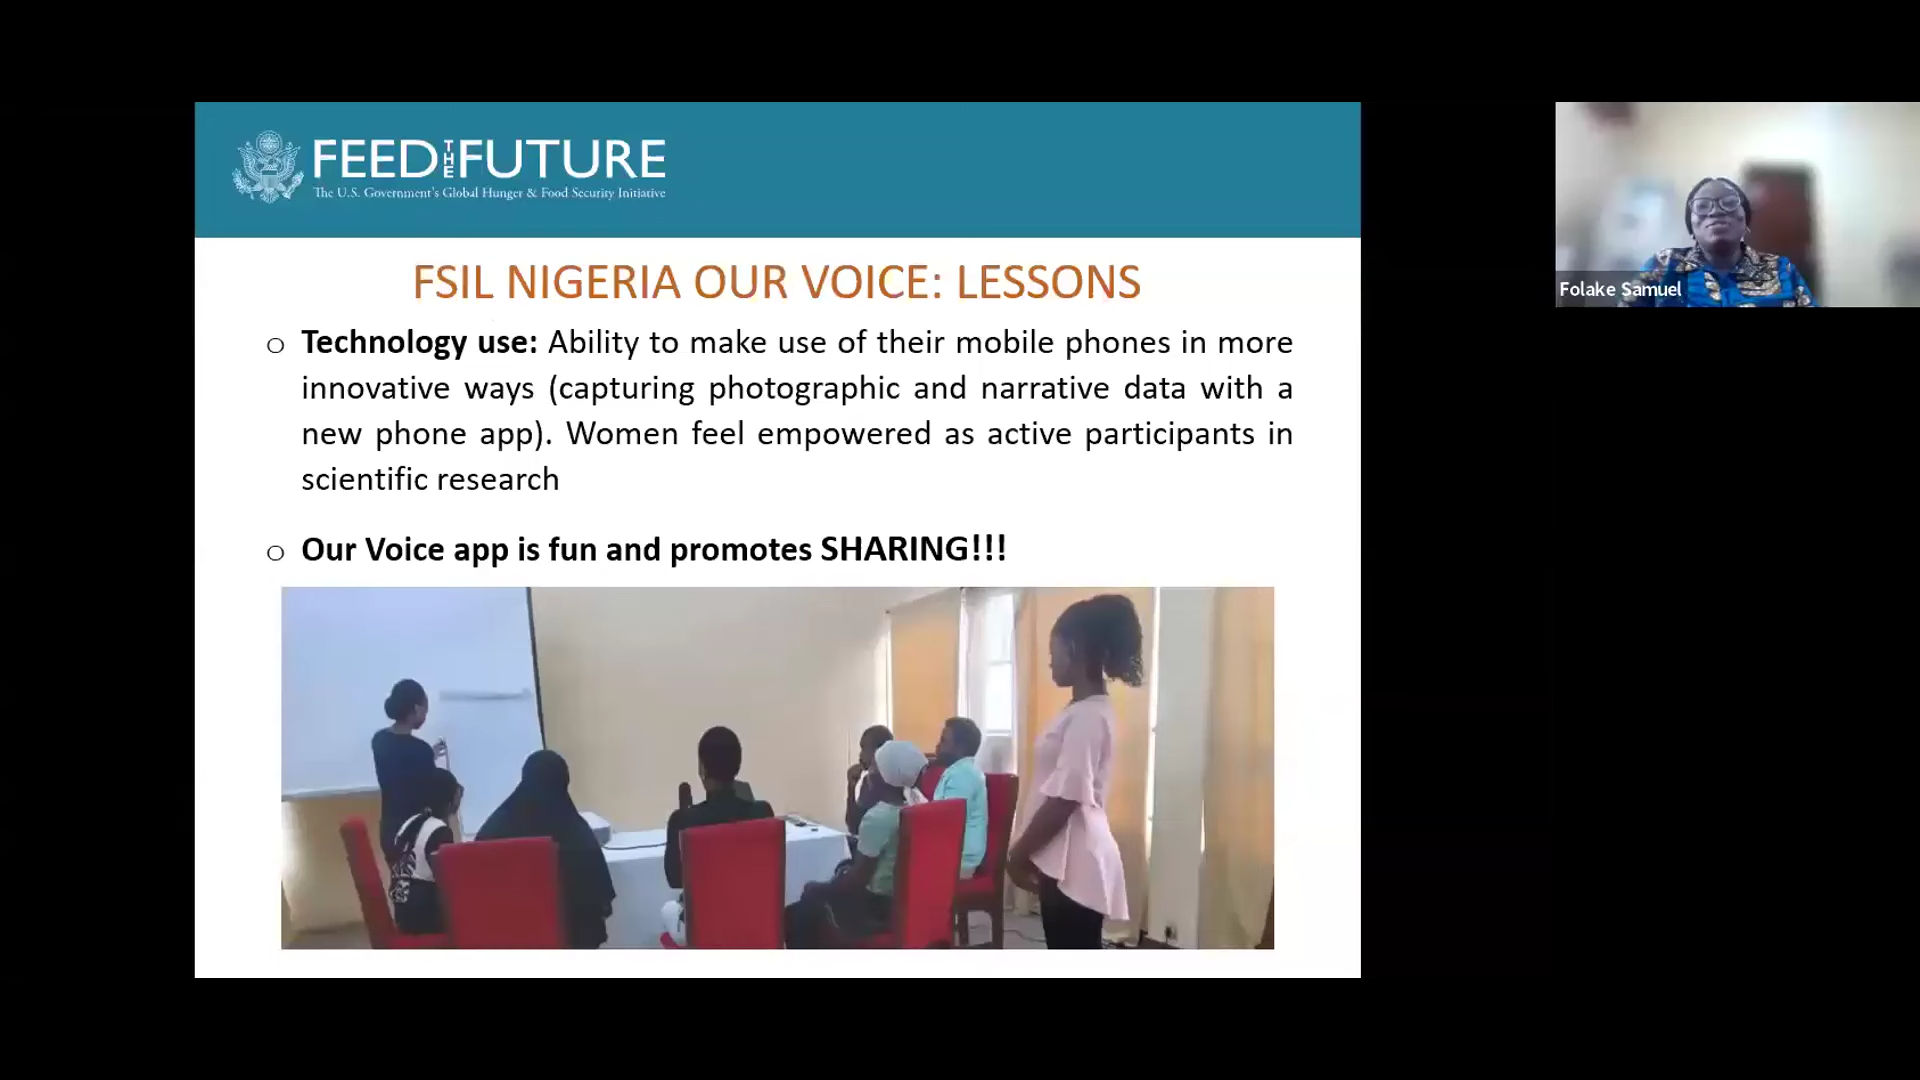 FEED THE FUTURE
The U.S. Government's Global Hunger & Food Security Initiative
FSIL NIGERIA OUR VOICE: LESSONS
o Technology use: Ability to make use of their mobile phones in more
innovative ways (capturing photographic and narrative data with a
new phone app). Women feel empowered as active participants in
scientific research
o Our Voice app is fun and promotes SHARING!!!
Folake Samuel